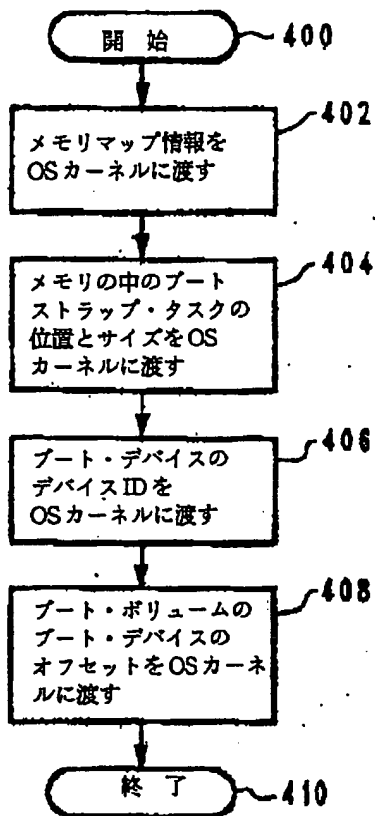 開 始
400
402
メモリマップ情報を
OSカーネルに渡す
404
メモリの中のブート
ストラップ・タスクの
位置とサイズをOS
カーネルに渡す
406
ブート・デバイスの
デバイスIDを
OSカーネルに渡す
408
ブート・ボリュームの
ブート・デバイスの
オフセットをOSカーネ
ルに渡す
終 了
410